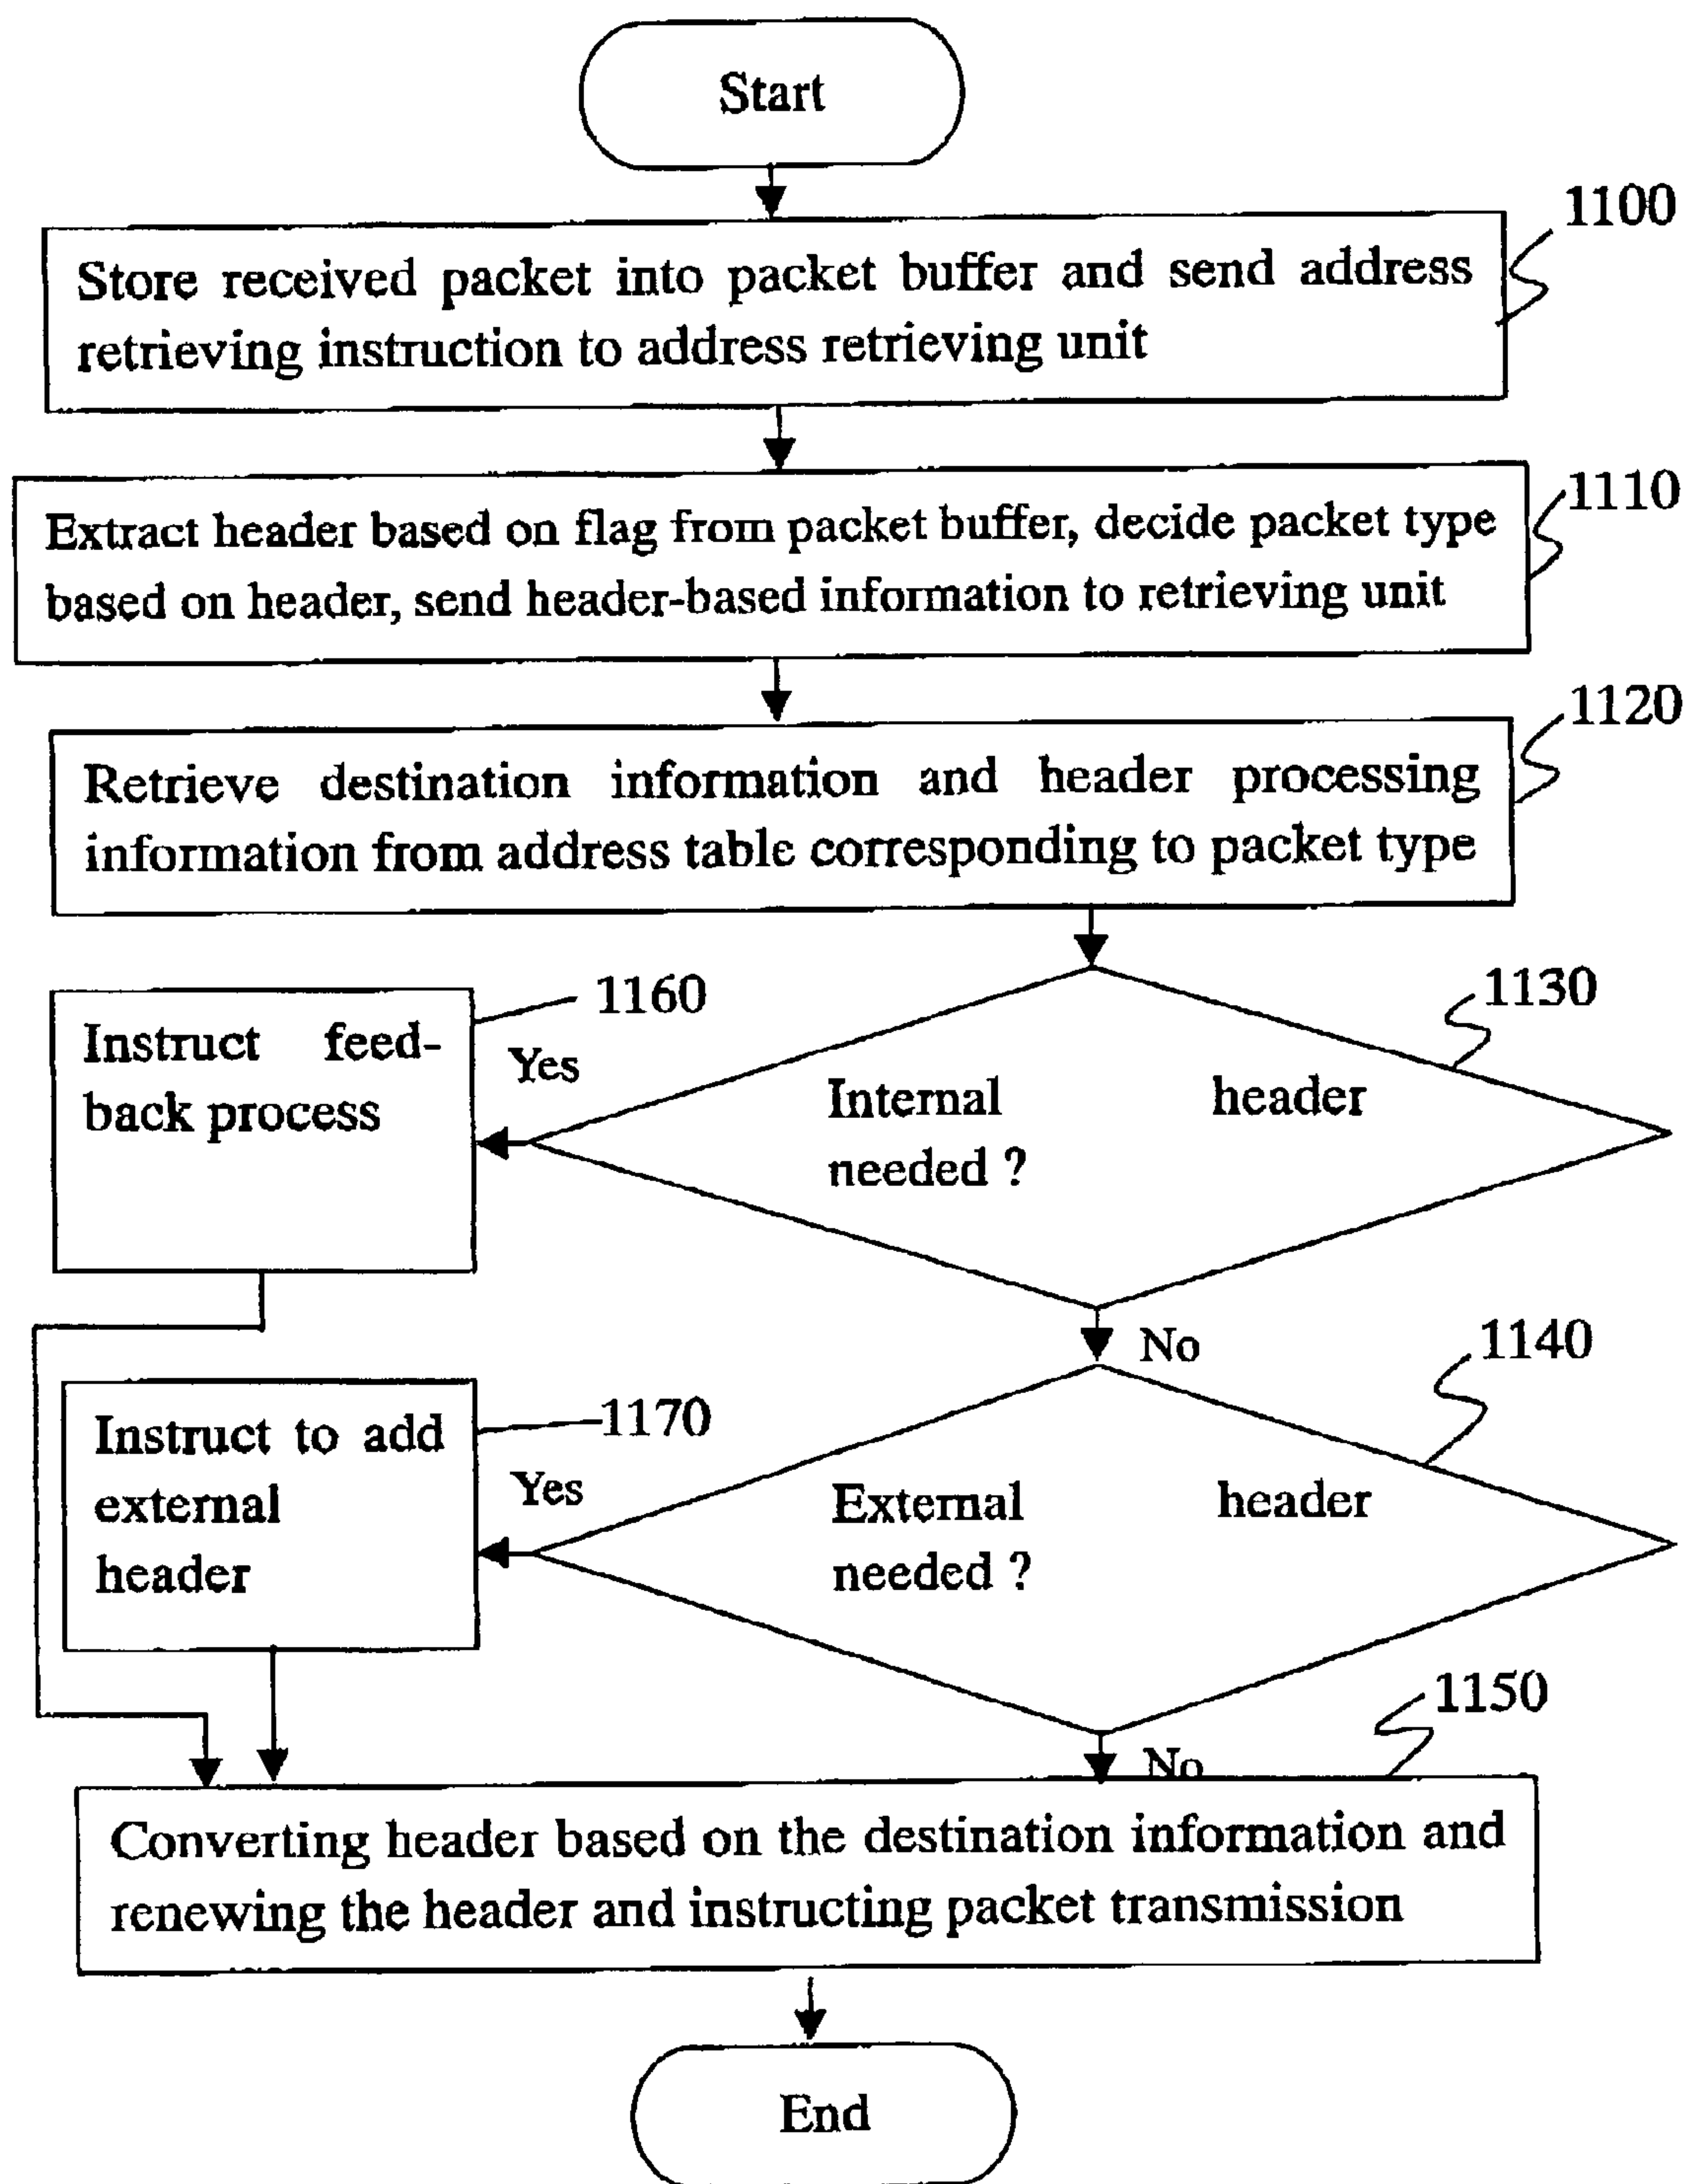 Start
1100
Store received packet into packet buffer and send address
retrieving instruction to address retrieving unit
1110
Extract header based on flag from packet buffer, decide packet type
based on header, send header-based information to retrieving unit
1120
Retrieve destination information and header processing
information from address table corresponding to packet type
1160
1130
Instruct feed-
back process
Yes
Internal header
needed ?
No
1140
1170
Instruct to add
external
header
Yes
External header
needed ?
1150
No
Converting header based on the destination information and
renewing the header and instructing packet transmission
End